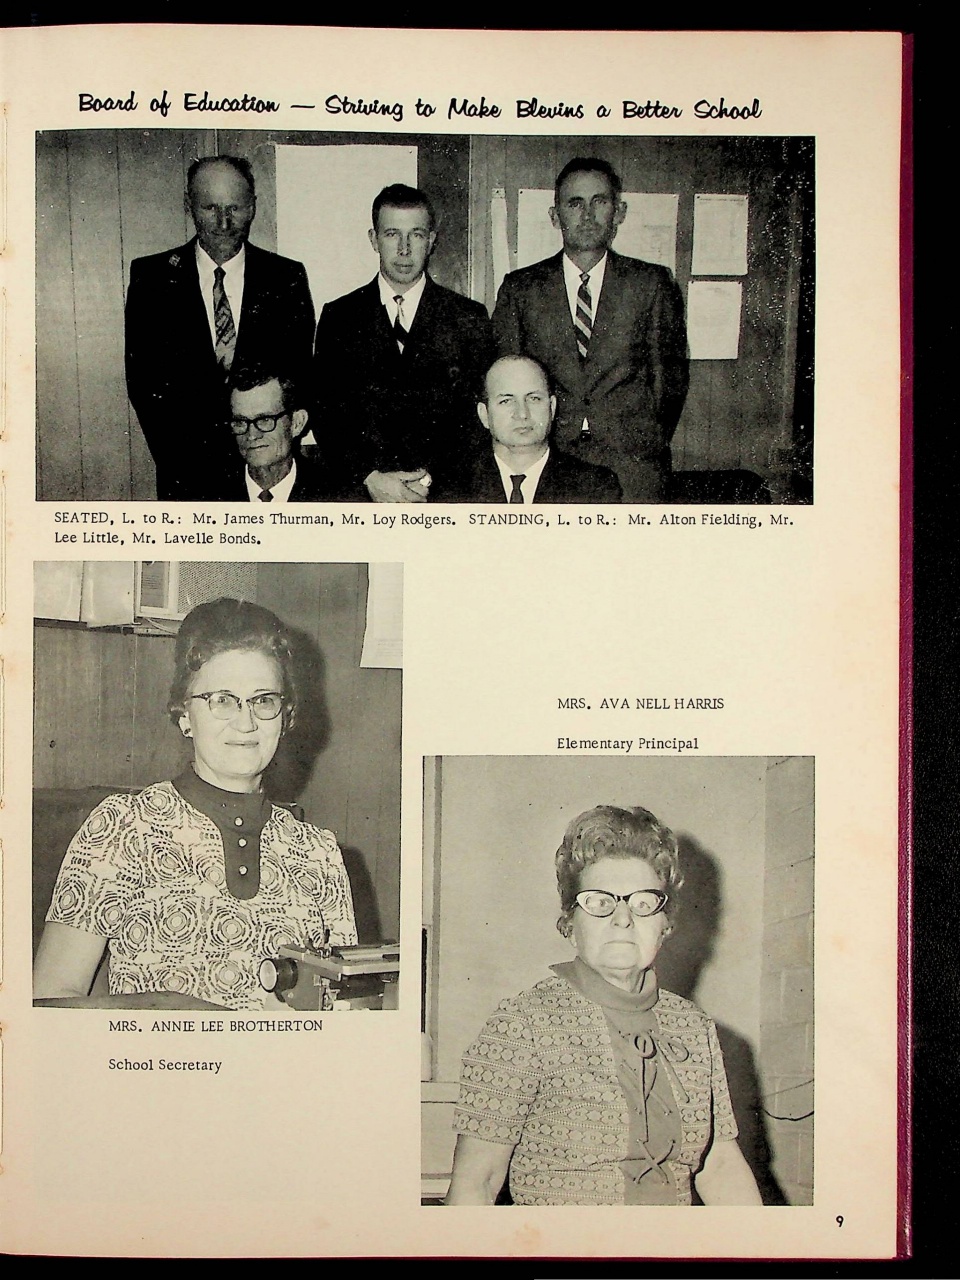 Board of Education — Striving to Make Blevins a Better School
SEATED, L. to R.: Mr. James Thurman, Mr. Loy Rodgers. STANDING, L. to R.: Mr. Alton Fielding, Mr.
Lee Little, Mr. Lavelle Bonds.
MRS. AVA NELL HARRIS
Elementary Principal
MRS. ANNIE LEE BROTHERTON
School Secretary
9